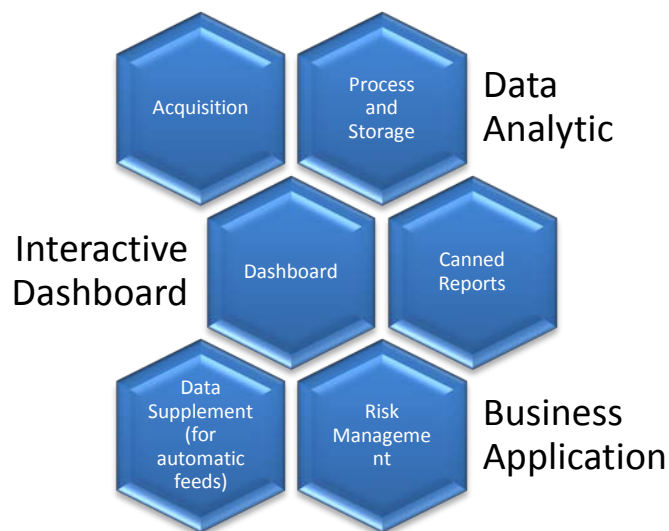 Acquisition
Process
and
Storage
Data
Analytic
Interactive
Dashboard
Dashboard
Canned
Reports
Data
Supplement
(for
automatic
feeds)
Risk
Manageme
nt
Business
Application